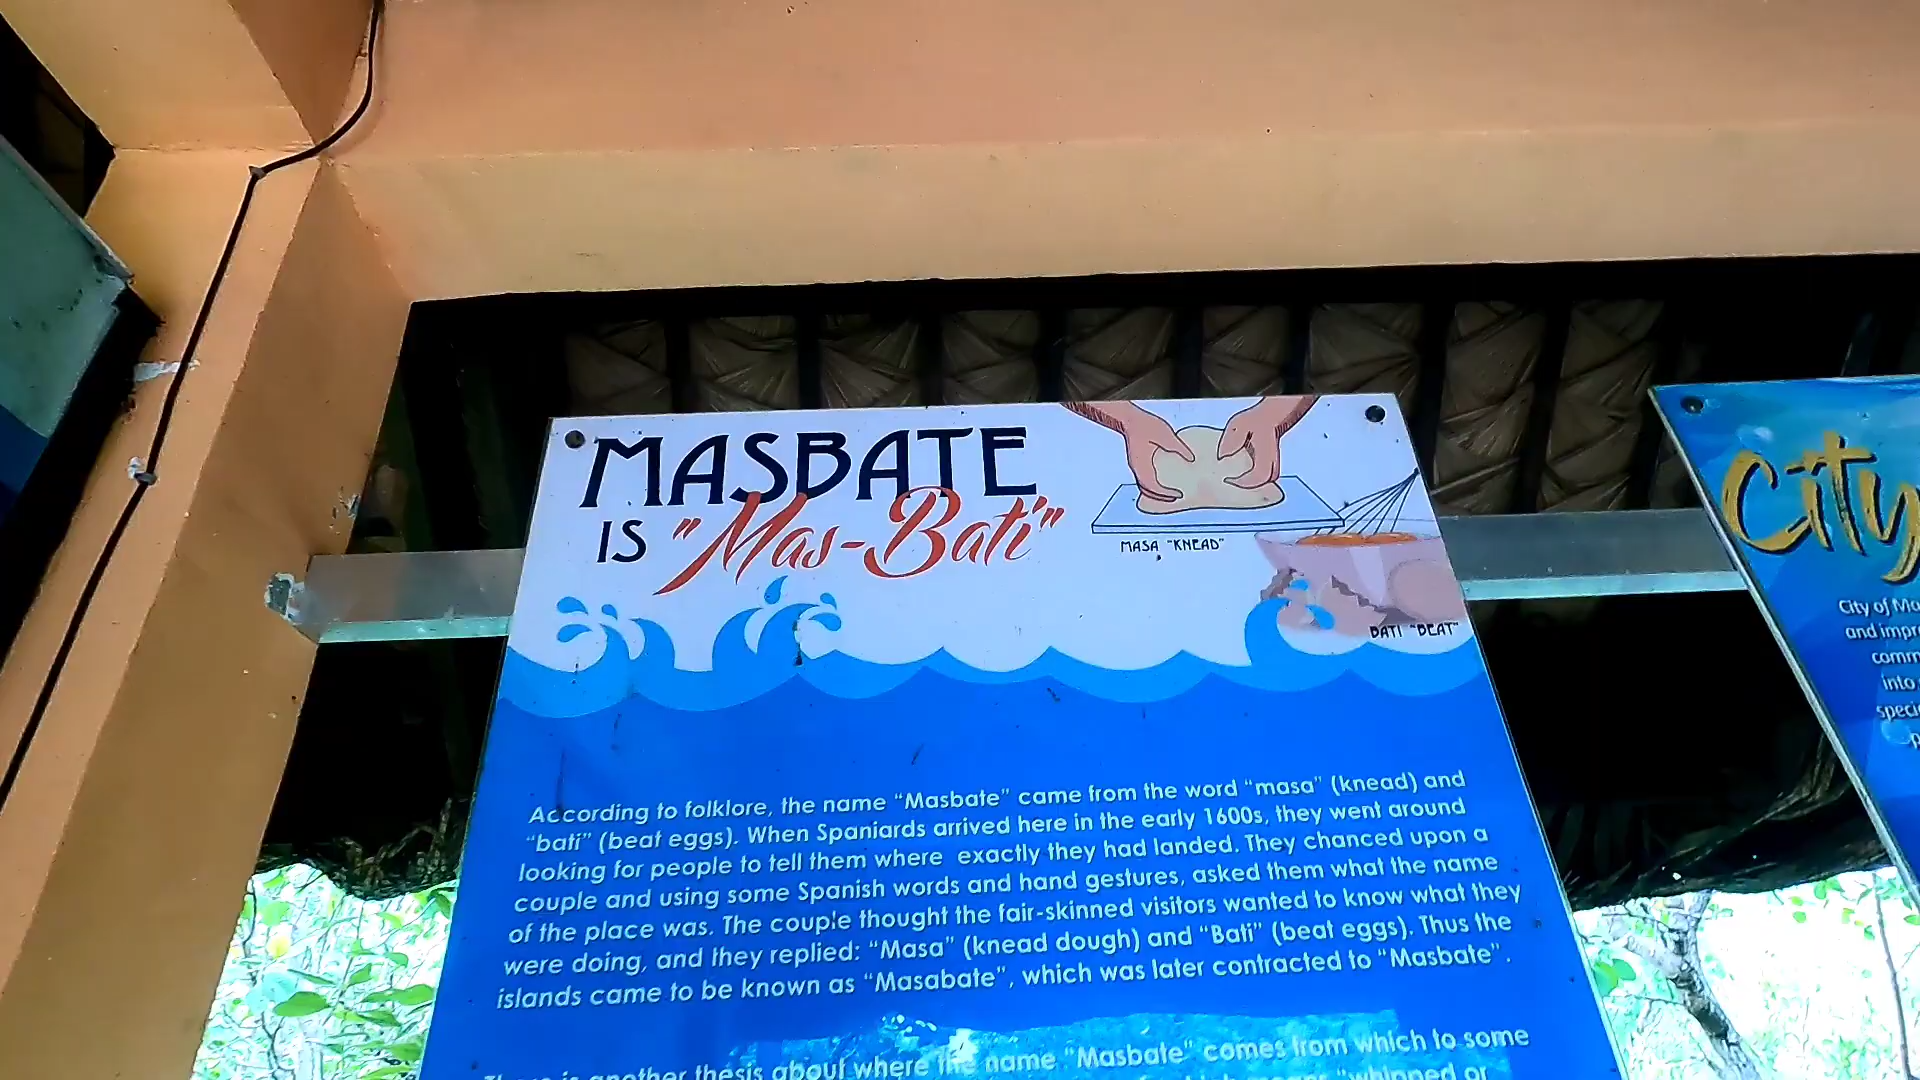 MASBATE
IS "Mas-Bati"
MASA "KNEAD"
BATI "BEAT"
According to folklore, the name “Masbate” came from the word “masa” (knead) and
“bati” (beat eggs). When Spaniards arrived here in the early 1600s, they went around
looking for people to tell them where exactly they had landed. They chanced upon a
couple and using some Spanish words and hand gestures, asked them what the name
of the place was. The couple thought the fair-skinned visitors wanted to know what they
were doing, and they replied: “Masa” (knead dough) and “Bati” (beat eggs). Thus the
islands came to be known as “Masabate”, which was later contracted to “Masbate”.
There is another thesis about where the name “Masbate” comes from which to some
means “whipped or
City
City of
and
into